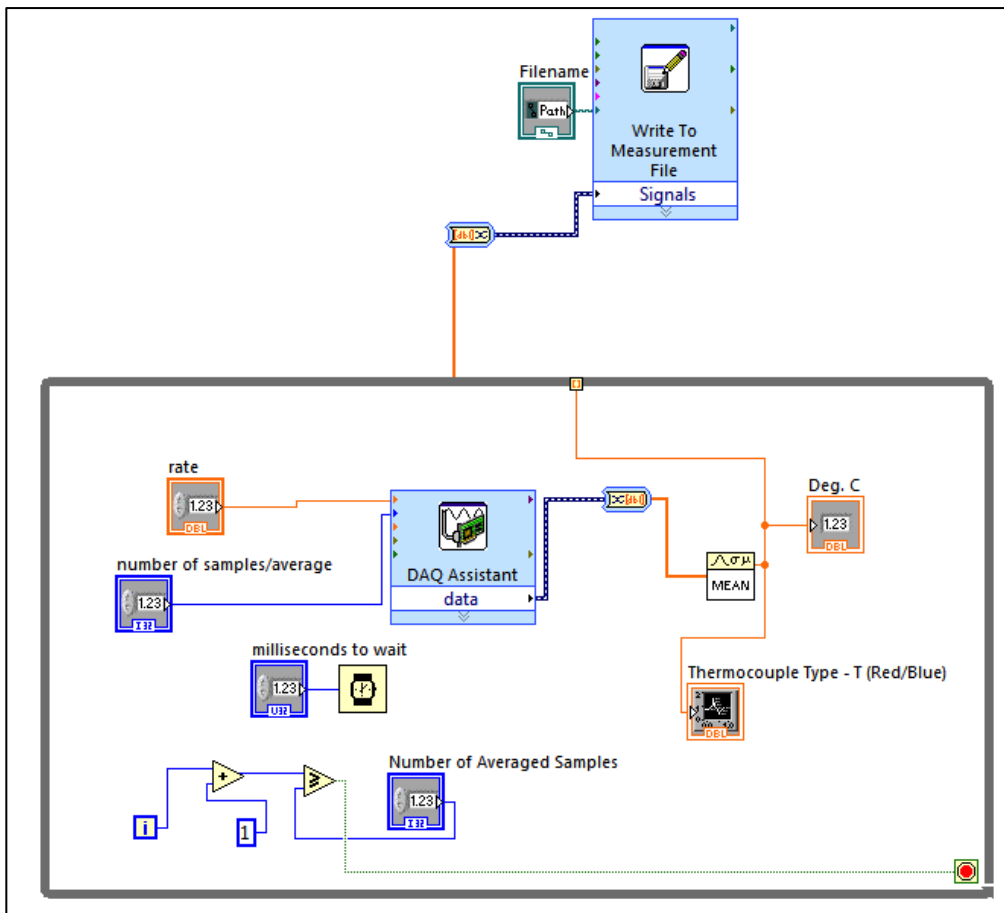 Filename
Path
Write To
Measurement
File
Signals
[dbl]
rate
1.23
DBL
number of samples/average
1.23
I32
DAQ Assistant
data
[dbl]
MEAN
Deg. C
1.23
DBL
milliseconds to wait
1.23
U32
Thermocouple Type - T (Red/Blue)
DBL
Number of Averaged Samples
1.23
I32
i
1